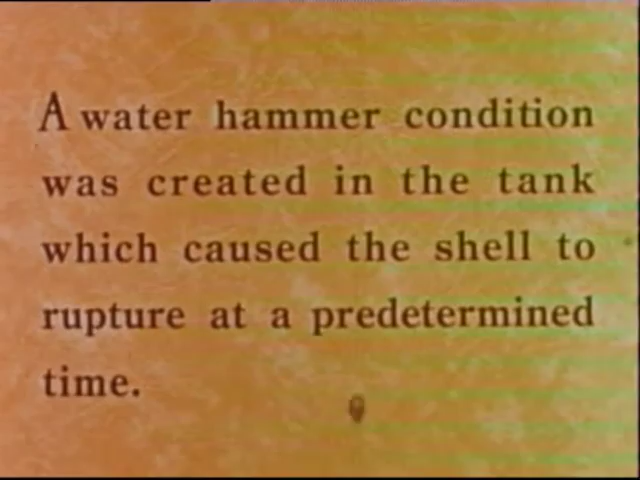 A water hammer condition
was created in the tank
which caused the shell to
rupture at a predetermined
time.